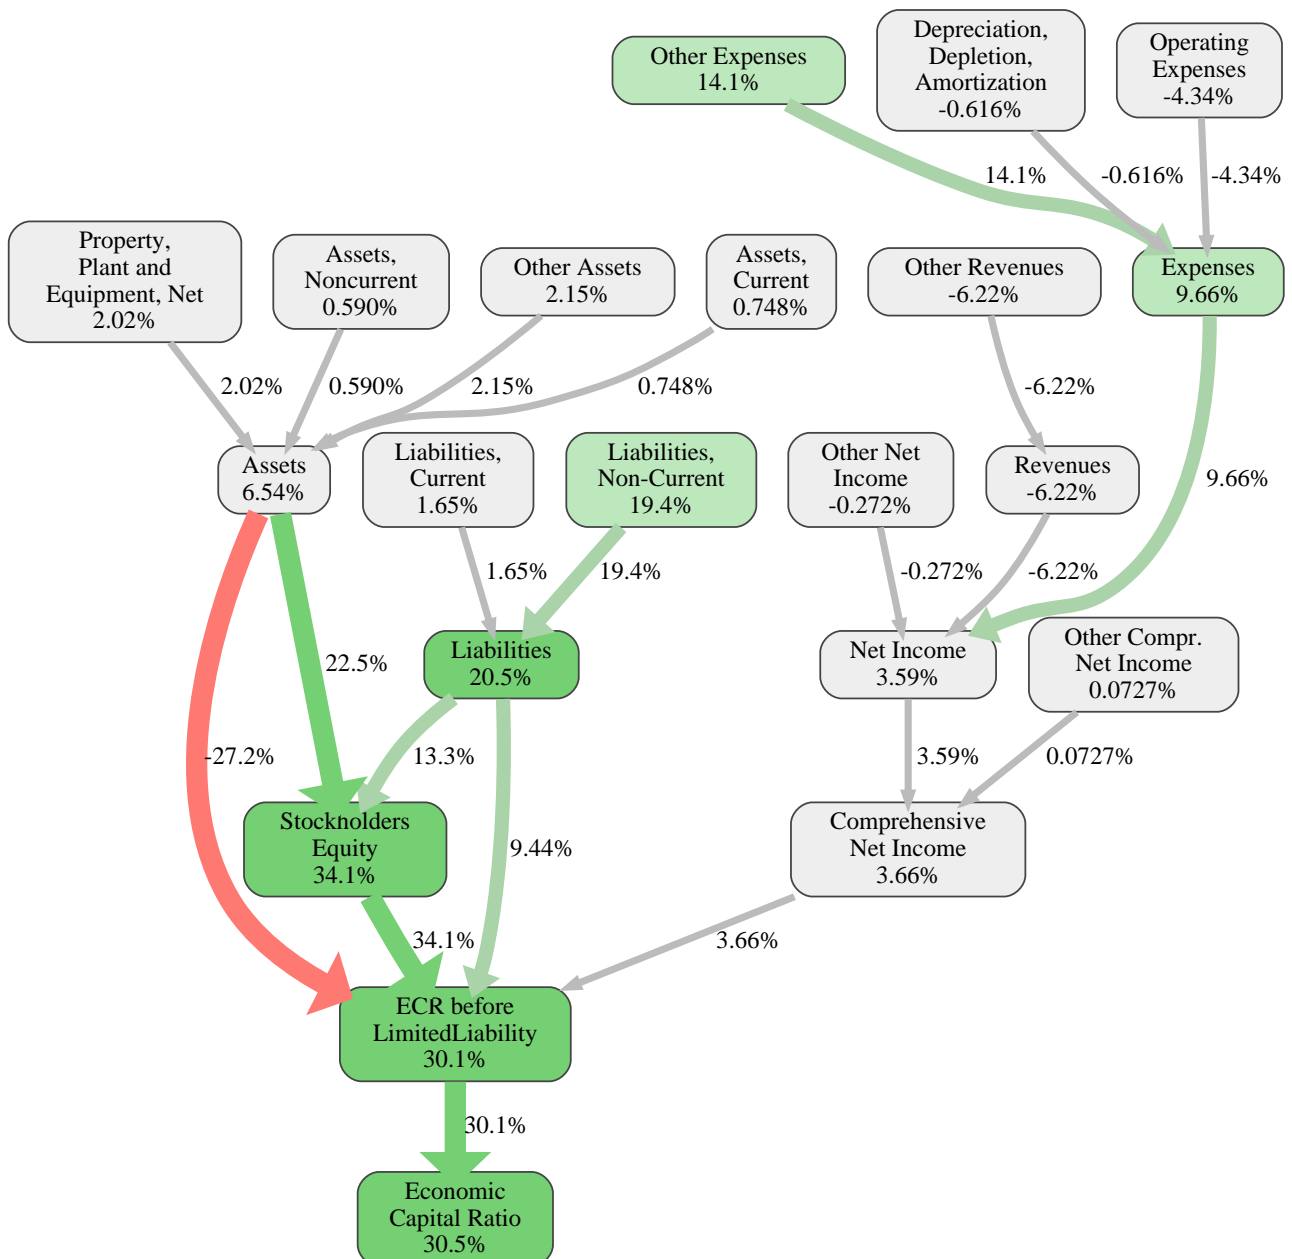 Other Expenses
14.1%
Depreciation,
Depletion,
Amortization
-0.616%
Operating
Expenses
-4.34%
14.1%
-0.616%
-4.34%
Property,
Plant and
Equipment, Net
2.02%
Assets,
Noncurrent
0.590%
Other Assets
2.15%
Assets,
Current
0.748%
Other Revenues
-6.22%
Expenses
9.66%
2.02%
0.590%
2.15%
0.748%
-6.22%
9.66%
Assets
6.54%
Liabilities,
Current
1.65%
Liabilities,
Non-Current
19.4%
Other Net
Income
-0.272%
Revenues
-6.22%
1.65%
19.4%
-0.272%
-6.22%
22.5%
Liabilities
20.5%
Net Income
3.59%
Other Compr.
Net Income
0.0727%
-27.2%
13.3%
3.59%
0.0727%
Stockholders
Equity
34.1%
9.44%
Comprehensive
Net Income
3.66%
34.1%
3.66%
ECR before
LimitedLiability
30.1%
30.1%
Economic
Capital Ratio
30.5%